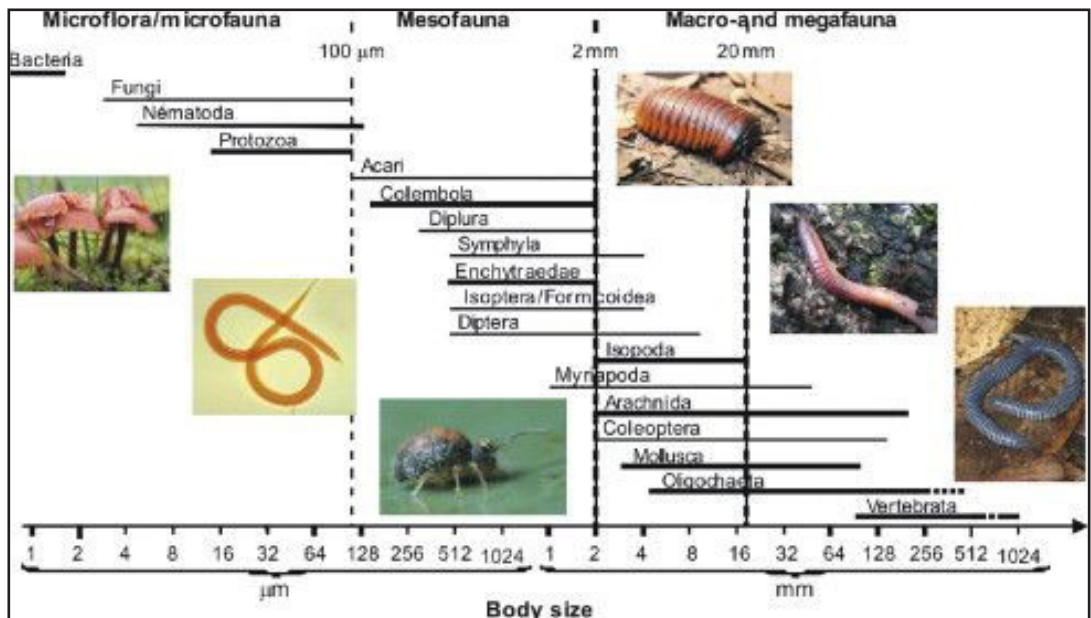 Microflora/microfauna Mesofauna Macro-and megafauna
100 μm 2 mm 20 mm
Bacteria
Fungi
Nématoda
Protozoa
Acari
Collembola
Diplura
Symphyla
Enchytraedae
Isoptera/Formicoidea
Diptera
Isopoda
Myriapoda
Arachnida
Coleoptera
Mollusca
Oligochaeta
Vertebrata
1 2 4 8 16 32 64 128 256 512 1024 1 2 4 8 16 32 64 128 256 512 1024
μm mm
Body size